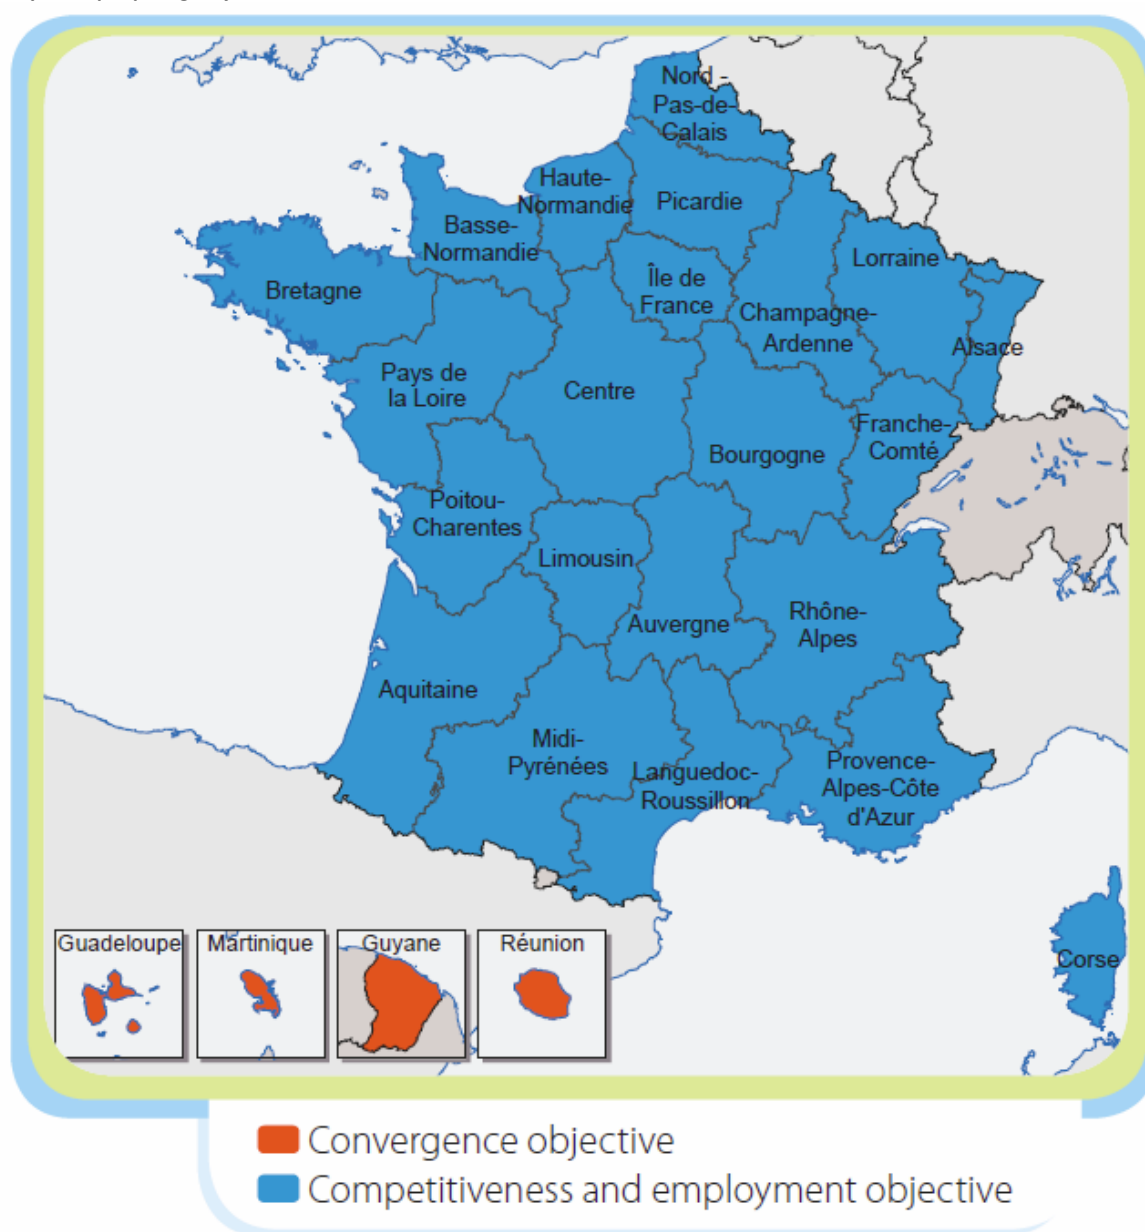 Nord -
Pas-de-
Calais
Haute-
Normandie
Picardie
Basse-
Normandie
Lorraine
Île de
France
Bretagne
Champagne-
Ardenne
Alsace
Pays de
la Loire
Centre
Franche-
Comté
Bourgogne
Poitou-
Charentes
Limousin
Auvergne
Rhône-
Alpes
Aquitaine
Midi-
Pyrénées
Languedoc-
Roussillon
Provence-
Alpes-Côte
d'Azur
Guadeloupe
Martinique
Guyane
Réunion
Corse
Convergence objective
Competitiveness and employment objective